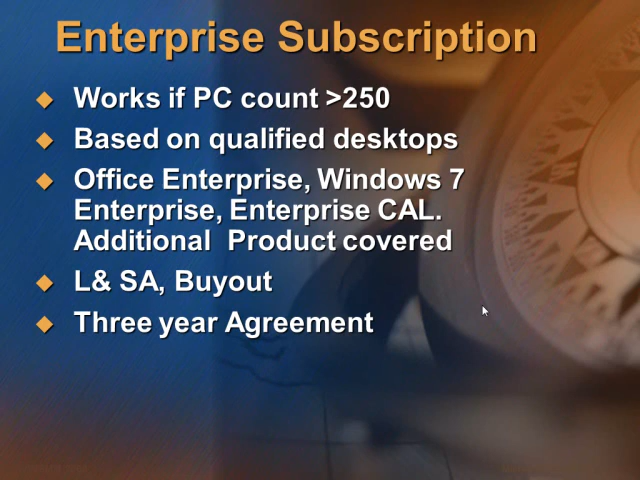 Enterprise Subscription
Works if PC count >250
Based on qualified desktops
Office Enterprise, Windows 7
Enterprise, Enterprise CAL.
Additional  Product covered
L& SA, Buyout
Three year Agreement